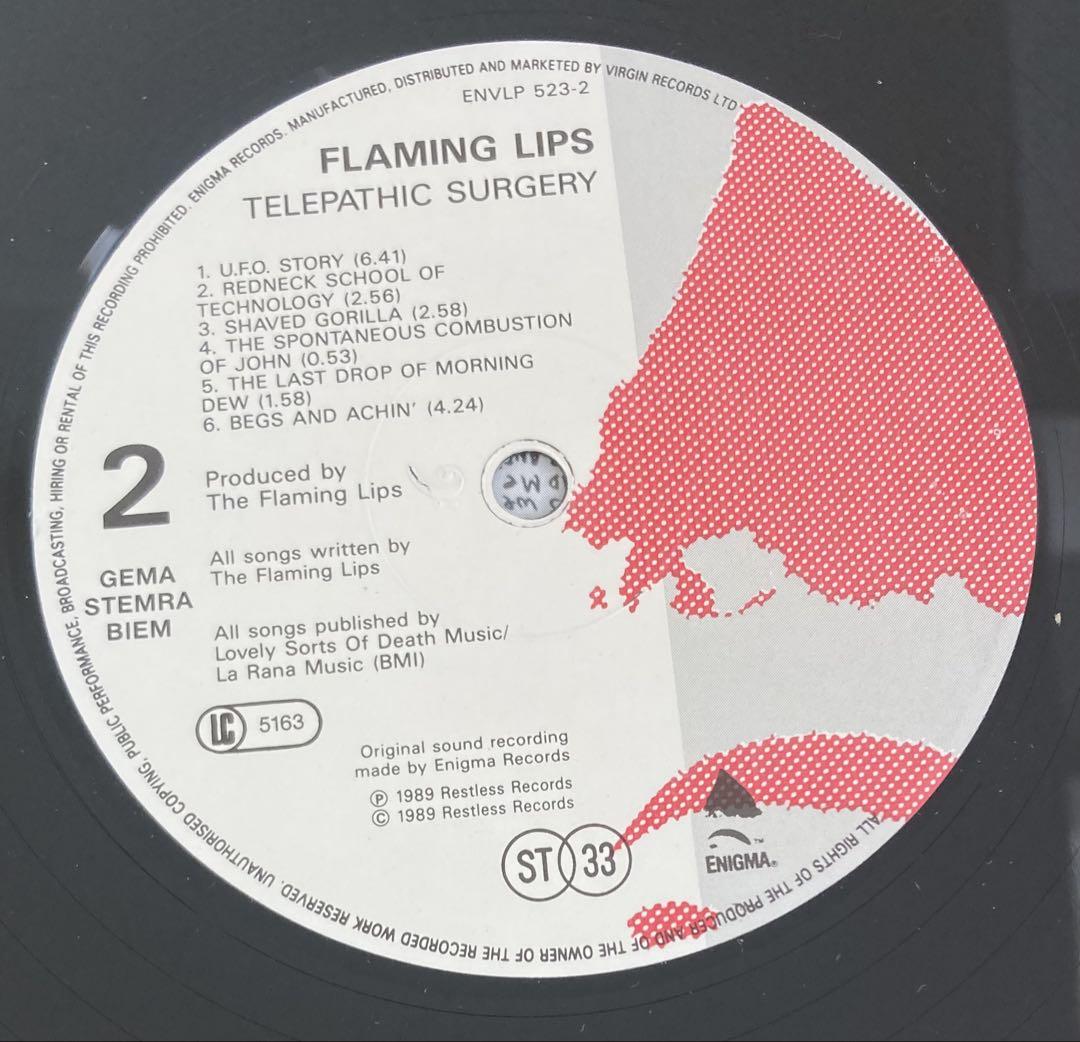 ENIGMA RECORDS. MANUFACTURED, DISTRIBUTED AND MARKETED BY VIRGIN RECORDS LTD
ENVLP 523-2
FLAMING LIPS
TELEPATHIC SURGERY
1. U.F.O. STORY (6.41)
2. REDNECK SCHOOL OF
TECHNOLOGY (2.56)
3. SHAVED GORILLA (2.58)
4. THE SPONTANEOUS COMBUSTION
OF JOHN (0.53)
5. THE LAST DROP OF MORNING
DEW (1.58)
6. BEGS AND ACHIN' (4.24)
2
Produced by
The Flaming Lips
GEMA
STEMRA
BIEM
All songs written by
The Flaming Lips
All songs published by
Lovely Sorts Of Death Music/
La Rana Music (BMI)
LC 5163
Original sound recording
made by Enigma Records
Ⓟ 1989 Restless Records
© 1989 Restless Records
ST 33
ENIGMA.®
™
ALL RIGHTS OF THE PRODUCER AND OF THE OWNER OF THE RECORDED WORK RESERVED. UNAUTHORISED COPYING, PUBLIC PERFORMANCE, BROADCASTING, HIRING OR RENTAL OF THIS RECORDING PROHIBITED.